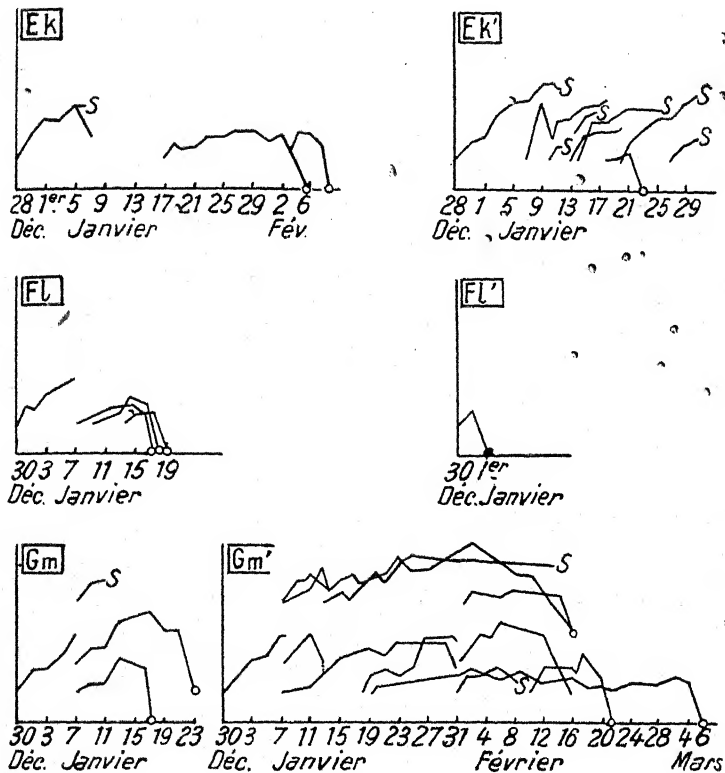 Ek
S
28 1er 5 9 13 17 21 25 29 2 6
Déc. Janvier Fév.
Ek'
S
S
S
S
S
S
28 1 5 9 13 17 21 25 29
Déc. Janvier
Fl
30 3 7 11 15 19
Déc. Janvier
Fl'
30 1er
Déc. Janvier
Gm
S
30 3 7 11 15 19 23
Déc. Janvier
Gm'
S
S
30 3 7 11 15 19 23 27 31 4 8 12 16 20 24 28 4 6
Déc. Janvier Février Mars